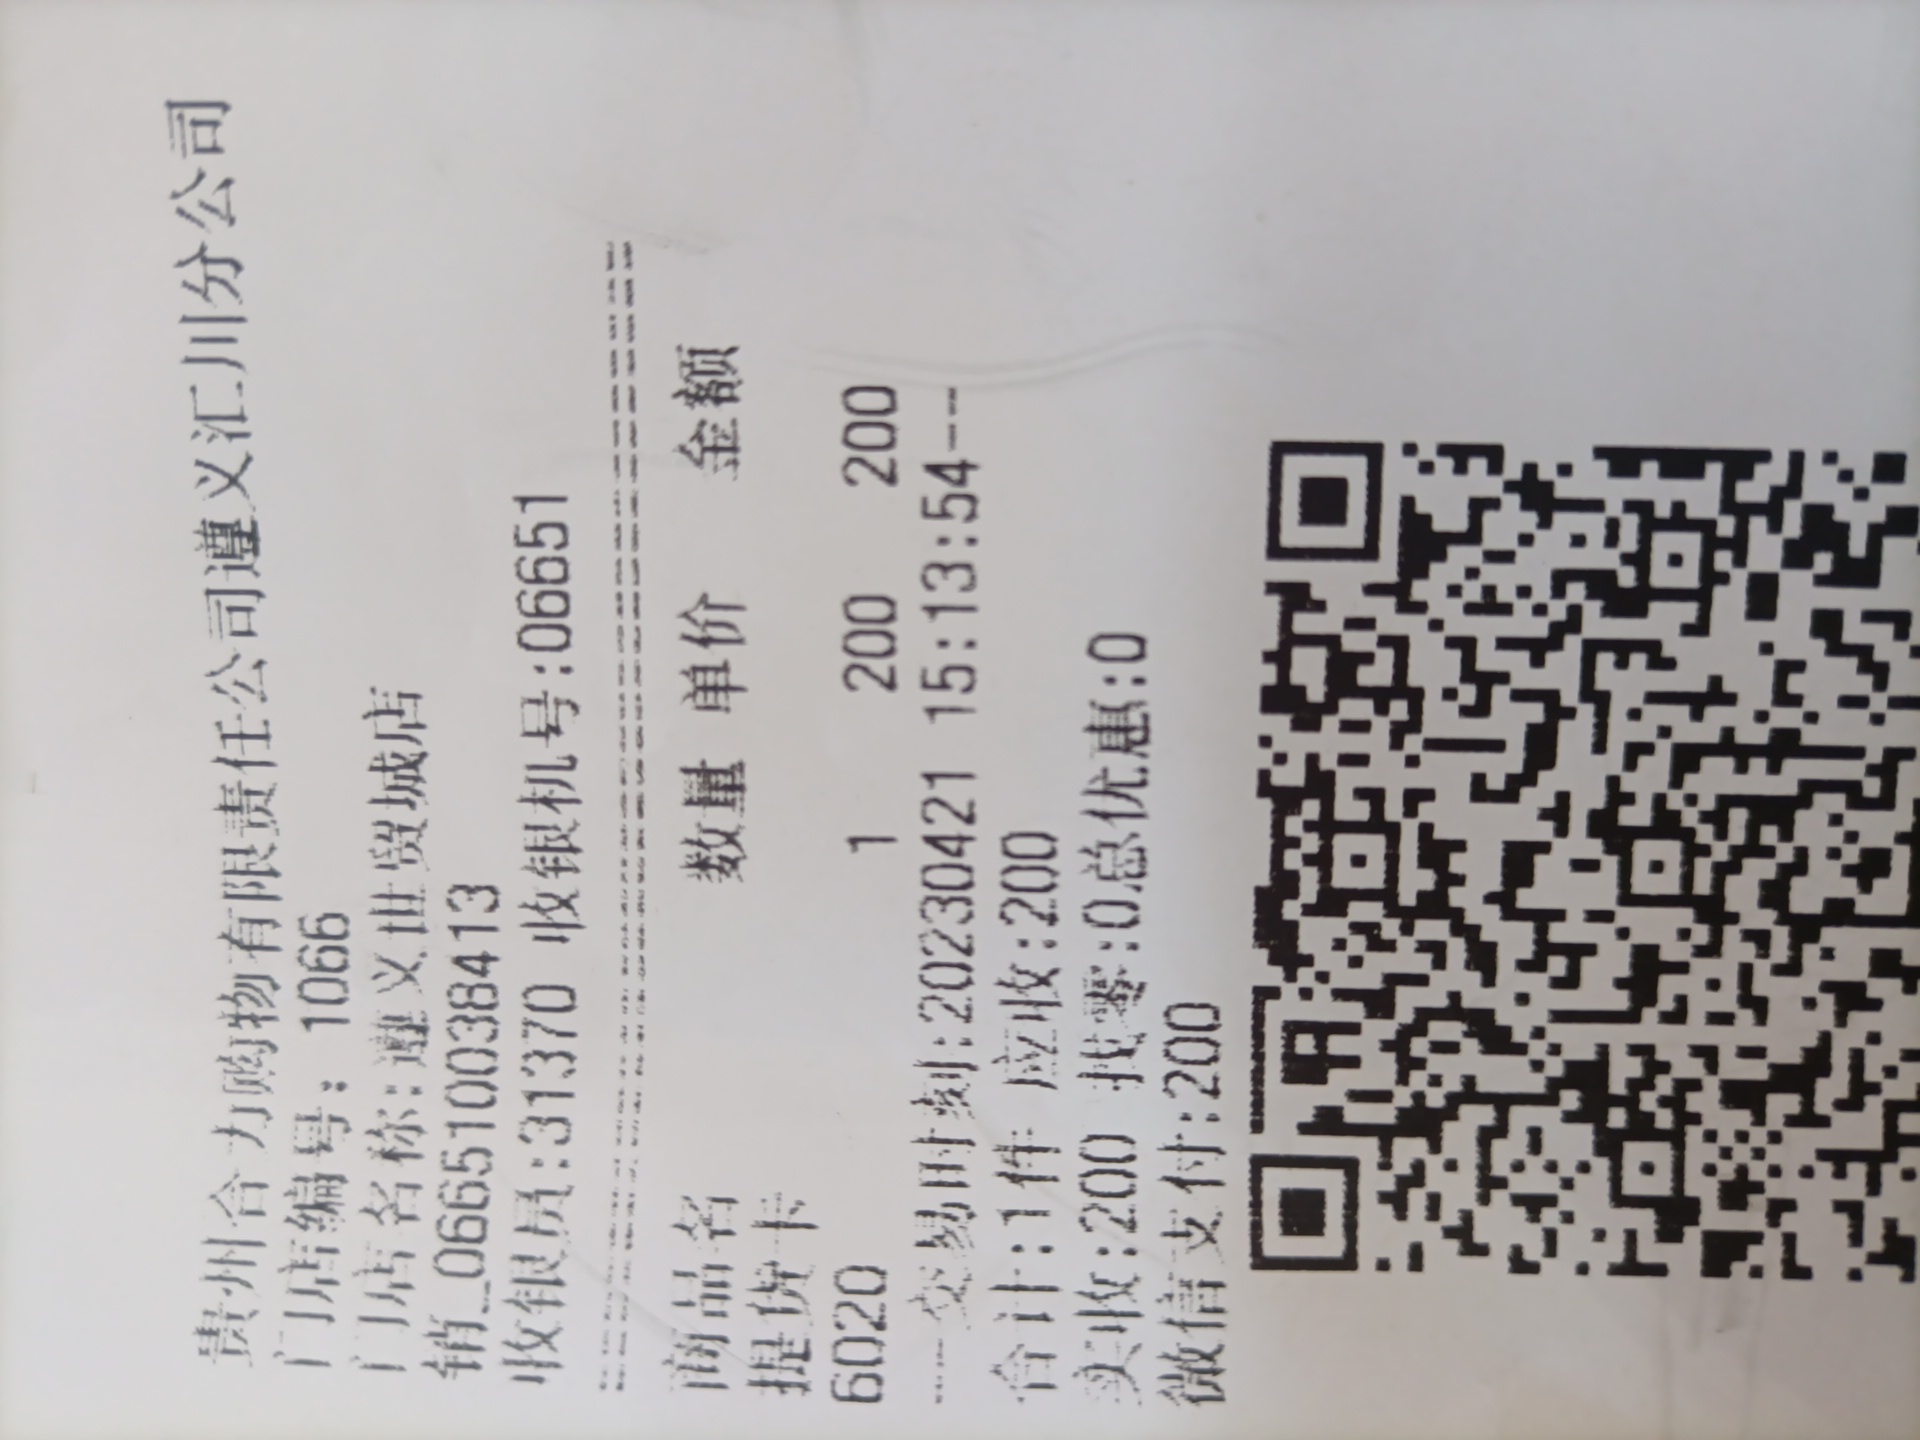 贵州合力购物有限责任公司遵义汇川分公司
门店编号：1066
门店名称:遵义世贸城店
销_066510038413
收银员:31370 收银机号:06651
================================
商品名 数量 单价 金额
提货卡
6020 1 200 200
--交易时刻:20230421 15:13:54--
合计:1件 应收:200
实收:200 找零:0总优惠:0
微信支付:200